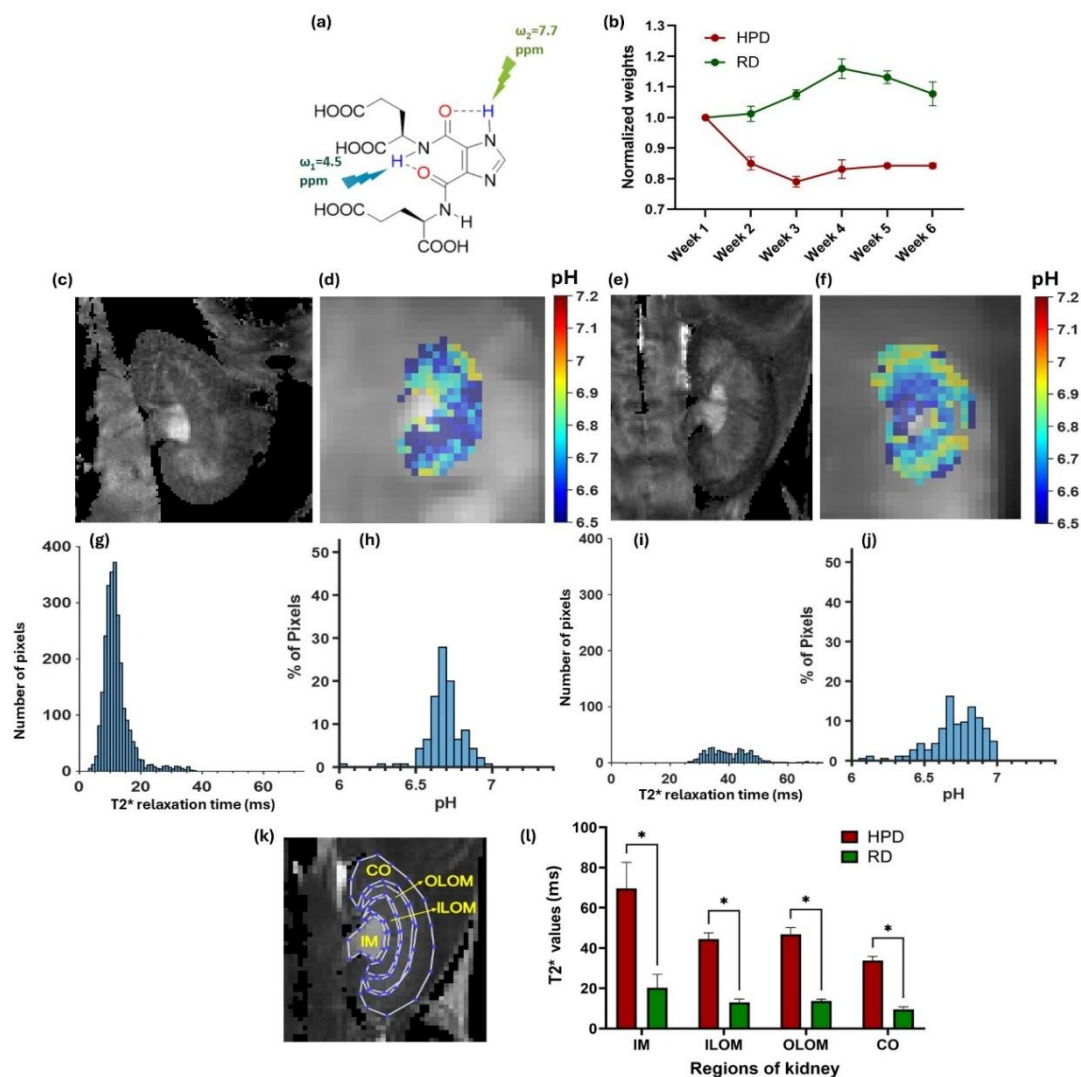 (a)
ω₂=7.7
ppm
HOOC
HOOC
O
H
N
N
N
ω₁=4.5
ppm
H
O
HOOC
N
H
COOH
(b)
Normalized weights
1.3
1.2
1.1
1.0
0.9
0.8
0.7
HPD
RD
Week 1
Week 2
Week 3
Week 4
Week 5
Week 6
(c)
(d)
pH
7.2
7.1
7
6.9
6.8
6.7
6.6
6.5
(e)
(f)
pH
7.2
7.1
7
6.9
6.8
6.7
6.6
6.5
(g)
Number of pixels
400
300
200
100
0
0 20 40 60
T2* relaxation time (ms)
(h)
% of Pixels
50
40
30
20
10
0
6 6.5 7
pH
(i)
Number of pixels
400
300
200
100
0
0 20 40 60
T2* relaxation time (ms)
(j)
% of Pixels
50
40
30
20
10
0
6 6.5 7
pH
(k)
CO
OLOM
ILOM
IM
(l)
T2* values (ms)
100
80
60
40
20
0
HPD
RD
* * * *
IM ILOM OLOM CO
Regions of kidney